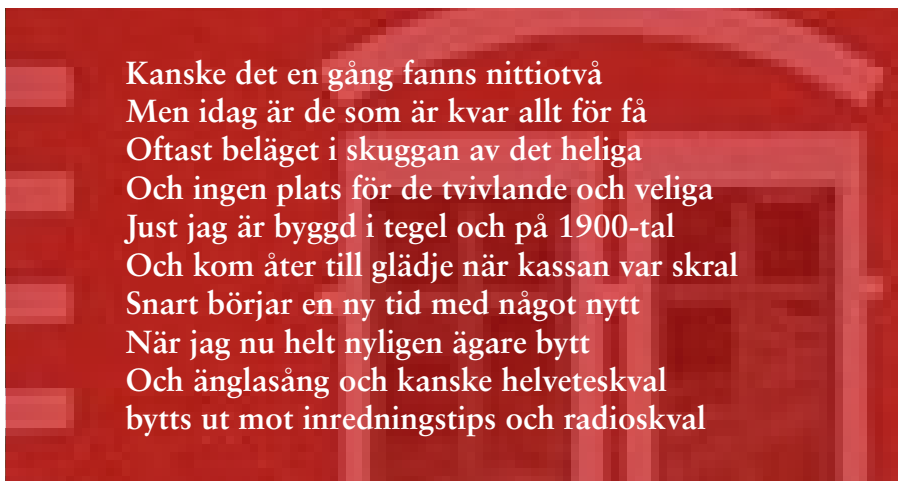 Kanske det en gång fanns nittiotvå
Men idag är de som är kvar allt för få
Oftast beläget i skuggan av det heliga
Och ingen plats för de tvivlande och veliga
Just jag är byggd i tegel och på 1900-tal
Och kom åter till glädje när kassan var skral
Snart börjar en ny tid med något nytt
När jag nu helt nyligen ägare bytt
Och änglasång och kanske helveteskval
bytts ut mot inredningstips och radioskval